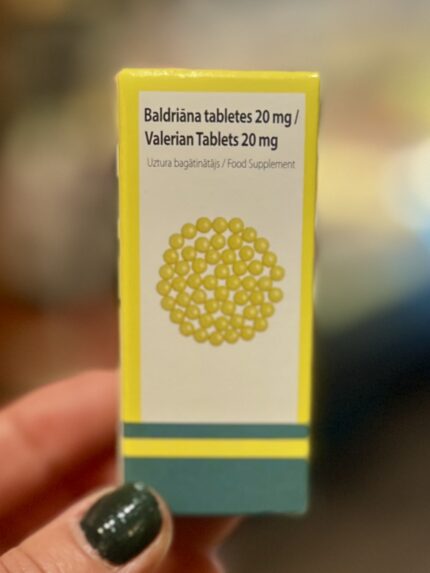 Baldriāna tabletes 20 mg /
Valerian Tablets 20 mg
Uztura bagātinātājs / Food Supplement